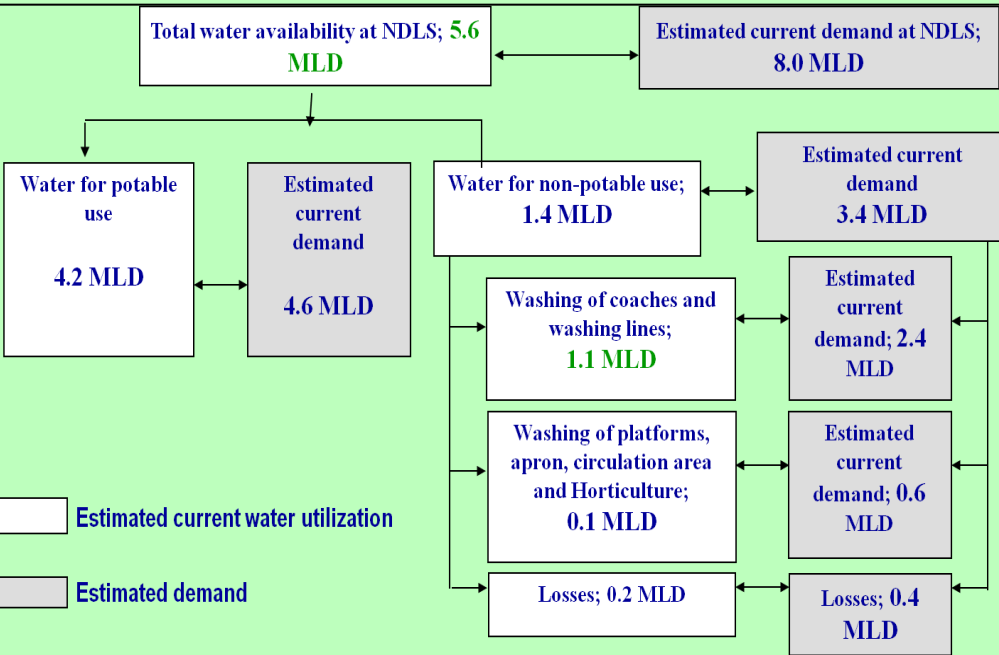 Total water availability at NDLS; 5.6
MLD
Estimated current demand at NDLS;
8.0 MLD
Water for potable
use
4.2 MLD
Estimated
current
demand
4.6 MLD
Water for non-potable use;
1.4 MLD
Estimated current
demand
3.4 MLD
Washing of coaches and
washing lines;
1.1 MLD
Estimated
current
demand; 2.4
MLD
Washing of platforms,
apron, circulation area
and Horticulture;
0.1 MLD
Estimated
current
demand; 0.6
MLD
Losses; 0.2 MLD
Losses; 0.4
MLD
Estimated current water utilization
Estimated demand